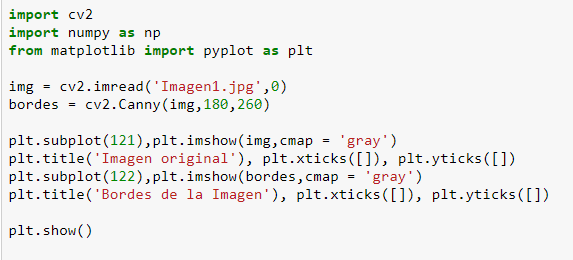 import cv2
import numpy as np
from matplotlib import pyplot as plt
img = cv2.imread('Imagen1.jpg',0)
bordes = cv2.Canny(img,180,260)
plt.subplot(121),plt.imshow(img,cmap = 'gray')
plt.title('Imagen original'), plt.xticks([]), plt.yticks([])
plt.subplot(122),plt.imshow(bordes,cmap = 'gray')
plt.title('Bordes de la Imagen'), plt.xticks([]), plt.yticks([])
plt.show()